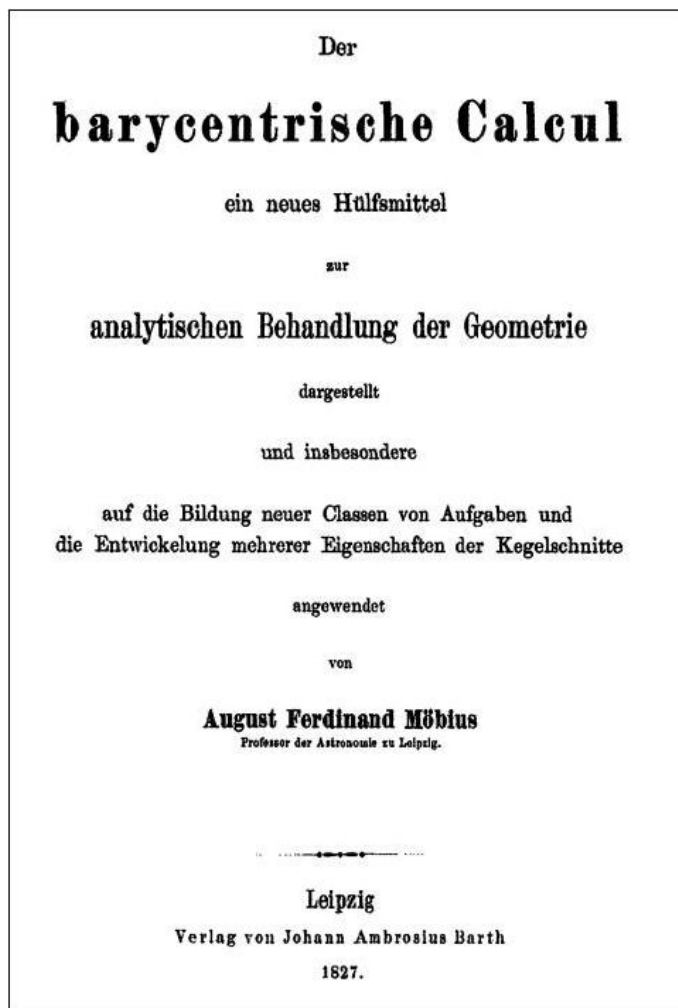 Der
barycentrische Calcul
ein neues Hülfsmittel
zur
analytischen Behandlung der Geometrie
dargestellt
und insbesondere
auf die Bildung neuer Classen von Aufgaben und
die Entwickelung mehrerer Eigenschaften der Kegelschnitte
angewendet
von
August Ferdinand Möbius
Professor der Astronomie zu Leipzig.
Leipzig
Verlag von Johann Ambrosius Barth
1827.